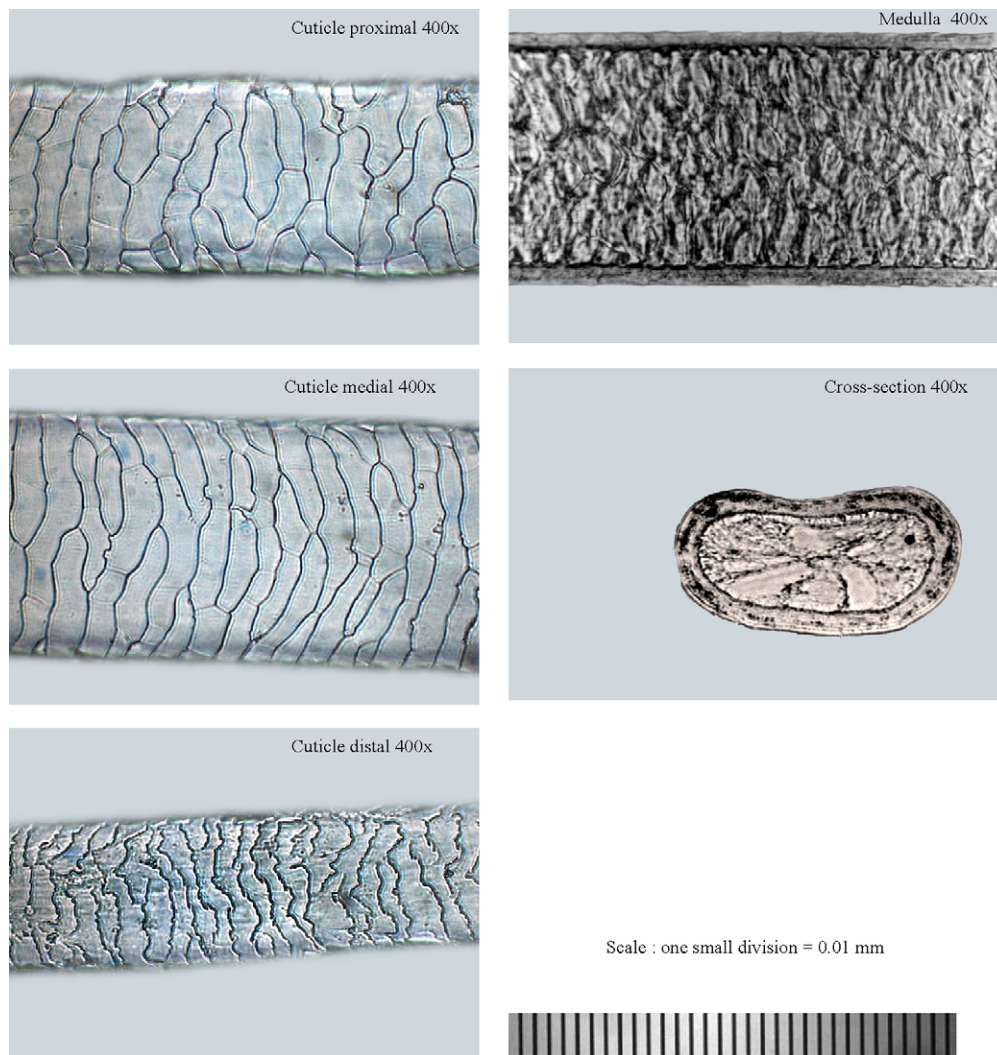 Cuticle proximal 400x
Medulla 400x
Cuticle medial 400x
Cross-section 400x
Cuticle distal 400x
Scale : one small division = 0.01 mm